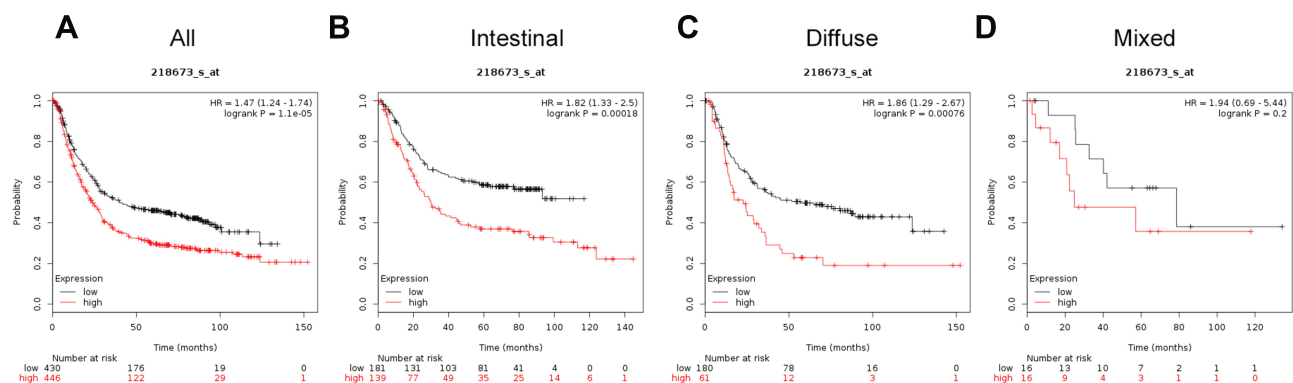 A All
218673_s_at
HR = 1.47 (1.24 - 1.74)
logrank P = 1.1e-05
Probability
1.0
0.8
0.6
0.4
0.2
0.0
Expression
low
high
0 50 100 150
Time (months)
Number at risk
low 430 176 19 0
high 446 122 29 1
B Intestinal
218673_s_at
HR = 1.82 (1.33 - 2.5)
logrank P = 0.00018
Probability
1.0
0.8
0.6
0.4
0.2
0.0
Expression
low
high
0 20 40 60 80 100 120 140
Time (months)
Number at risk
low 181 131 103 81 41 4 0 0
high 139 77 49 35 25 14 6 1
C Diffuse
218673_s_at
HR = 1.86 (1.29 - 2.67)
logrank P = 0.00076
Probability
1.0
0.8
0.6
0.4
0.2
0.0
Expression
low
high
0 50 100 150
Time (months)
Number at risk
low 180 78 16 0
high 61 12 3 1
D Mixed
218673_s_at
HR = 1.94 (0.69 - 5.44)
logrank P = 0.2
Probability
1.0
0.8
0.6
0.4
0.2
0.0
Expression
low
high
0 20 40 60 80 100 120
Time (months)
Number at risk
low 16 13 10 7 2 1 1
high 16 9 4 3 1 1 0